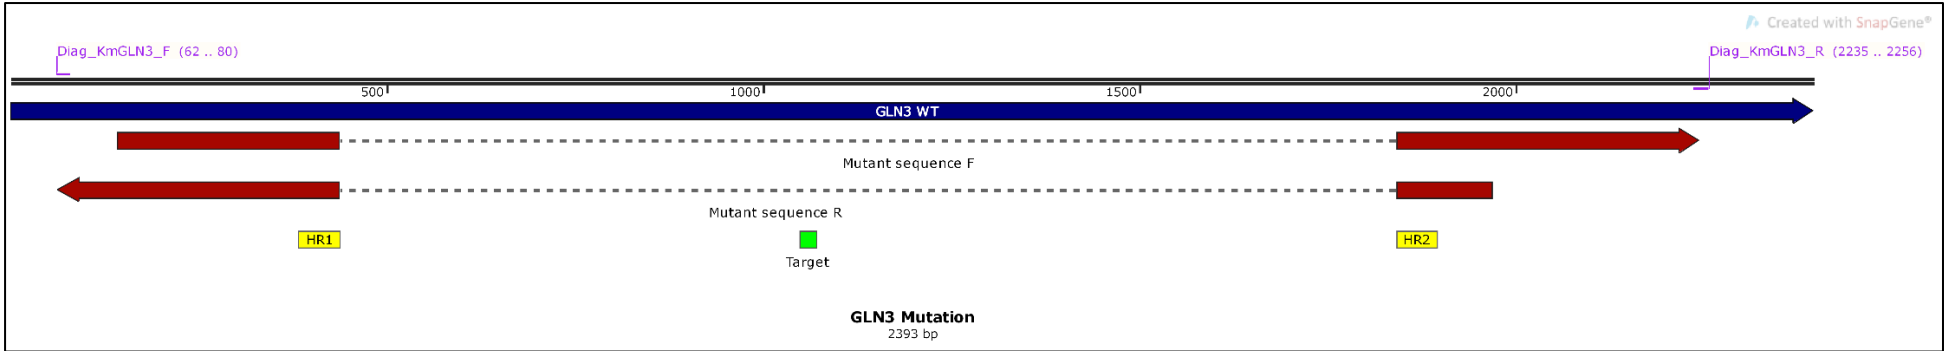 Created with SnapGene®
Diag_KmGLN3_F (62 .. 80)
Diag_KmGLN3_R (2235 .. 2256)
500
1000
1500
2000
GLN3 WT
Mutant sequence F
Mutant sequence R
HR1
HR2
Target
GLN3 Mutation
2393 bp